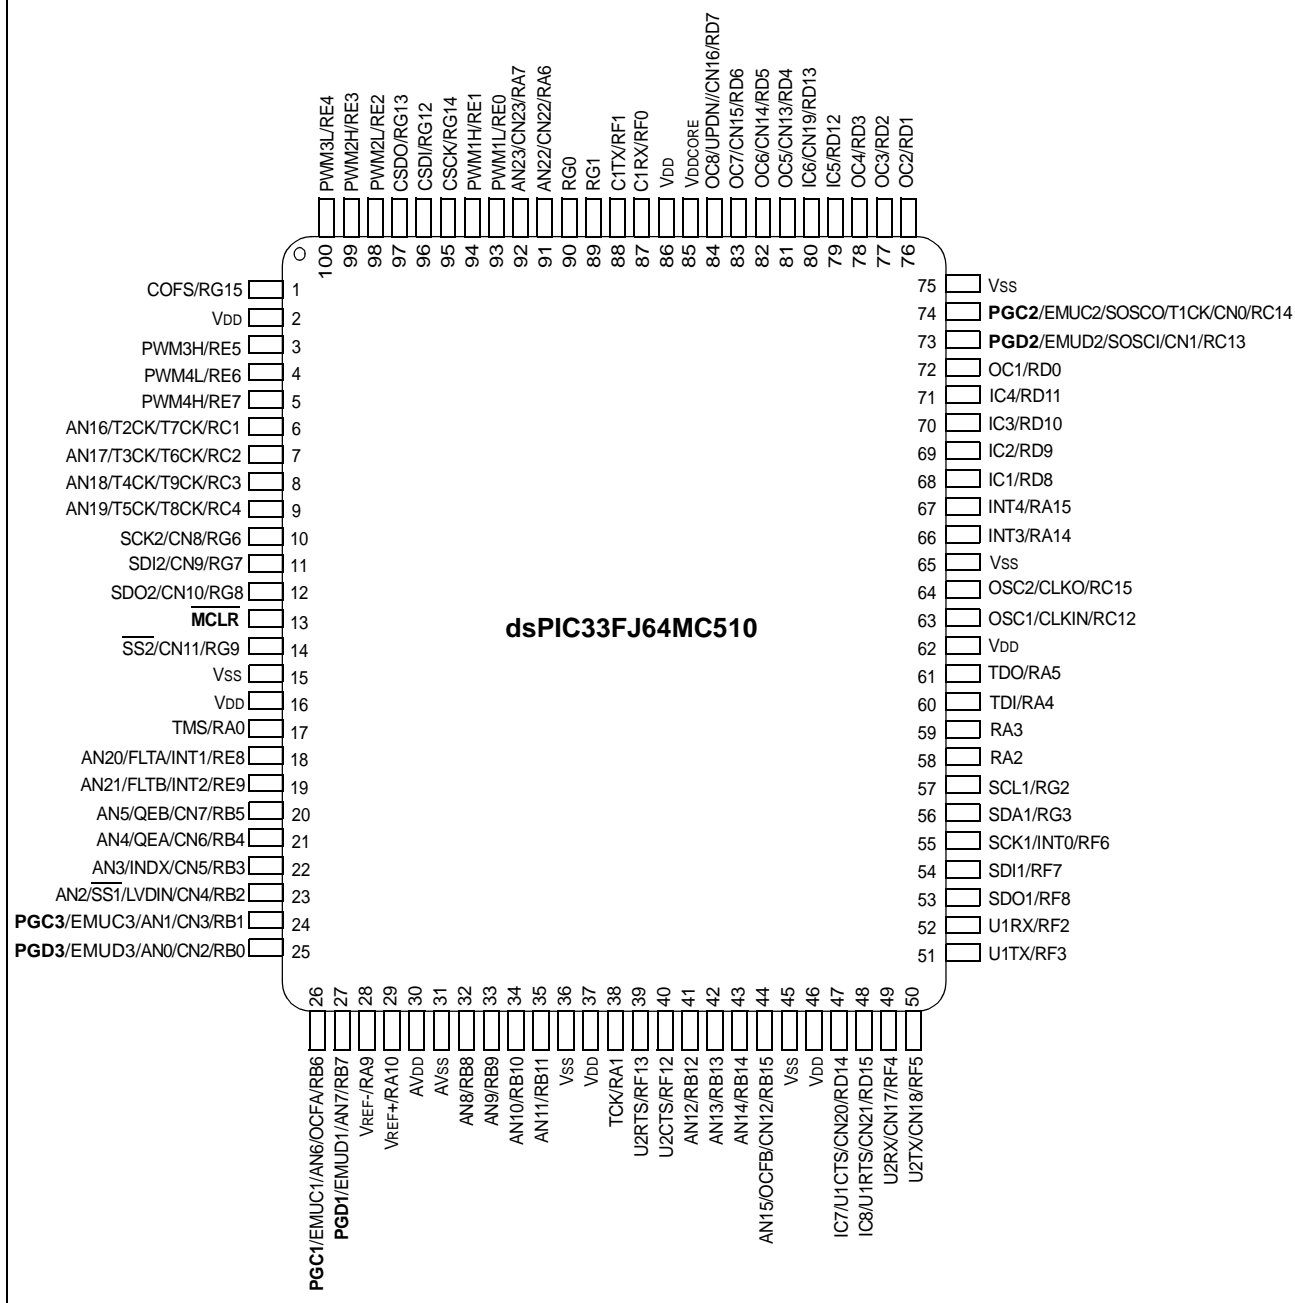 PWM3L/RE4
PWM2H/RE3
PWM2L/RE2
CSDO/RG13
CSDI/RG12
CSCK/RG14
PWM1H/RE1
PWM1L/RE0
AN23/CN23/RA7
AN22/CN22/RA6
RG0
RG1
C1TX/RF1
C1RX/RF0
VDD
VDDCORE
OC8/UPDN//CN16/RD7
OC7/CN15/RD6
OC6/CN14/RD5
OC5/CN13/RD4
IC6/CN19/RD13
IC5/RD12
OC4/RD3
OC3/RD2
OC2/RD1
100
99
98
97
96
95
94
93
92
91
90
89
88
87
86
85
84
83
82
81
80
79
78
77
76
COFS/RG15 1
VDD 2
PWM3H/RE5 3
PWM4L/RE6 4
PWM4H/RE7 5
AN16/T2CK/T7CK/RC1 6
AN17/T3CK/T6CK/RC2 7
AN18/T4CK/T9CK/RC3 8
AN19/T5CK/T8CK/RC4 9
SCK2/CN8/RG6 10
SDI2/CN9/RG7 11
SDO2/CN10/RG8 12
MCLR 13
SS2/CN11/RG9 14
VSS 15
VDD 16
TMS/RA0 17
AN20/FLTA/INT1/RE8 18
AN21/FLTB/INT2/RE9 19
AN5/QEB/CN7/RB5 20
AN4/QEA/CN6/RB4 21
AN3/INDX/CN5/RB3 22
AN2/SS1/LVDIN/CN4/RB2 23
PGC3/EMUC3/AN1/CN3/RB1 24
PGD3/EMUD3/AN0/CN2/RB0 25
dsPIC33FJ64MC510
75 VSS
74 PGC2/EMUC2/SOSCO/T1CK/CN0/RC14
73 PGD2/EMUD2/SOSCI/CN1/RC13
72 OC1/RD0
71 IC4/RD11
70 IC3/RD10
69 IC2/RD9
68 IC1/RD8
67 INT4/RA15
66 INT3/RA14
65 VSS
64 OSC2/CLKO/RC15
63 OSC1/CLKIN/RC12
62 VDD
61 TDO/RA5
60 TDI/RA4
59 RA3
58 RA2
57 SCL1/RG2
56 SDA1/RG3
55 SCK1/INT0/RF6
54 SDI1/RF7
53 SDO1/RF8
52 U1RX/RF2
51 U1TX/RF3
26
27
28
29
30
31
32
33
34
35
36
37
38
39
40
41
42
43
44
45
46
47
48
49
50
PGC1/EMUC1/AN6/OCFA/RB6
PGD1/EMUD1/AN7/RB7
VREF-/RA9
VREF+/RA10
AVDD
AVSS
AN8/RB8
AN9/RB9
AN10/RB10
AN11/RB11
VSS
VDD
TCK/RA1
U2RTS/RF13
U2CTS/RF12
AN12/RB12
AN13/RB13
AN14/RB14
AN15/OCFB/CN12/RB15
VSS
VDD
IC7/U1CTS/CN20/RD14
IC8/U1RTS/CN21/RD15
U2RX/CN17/RF4
U2TX/CN18/RF5